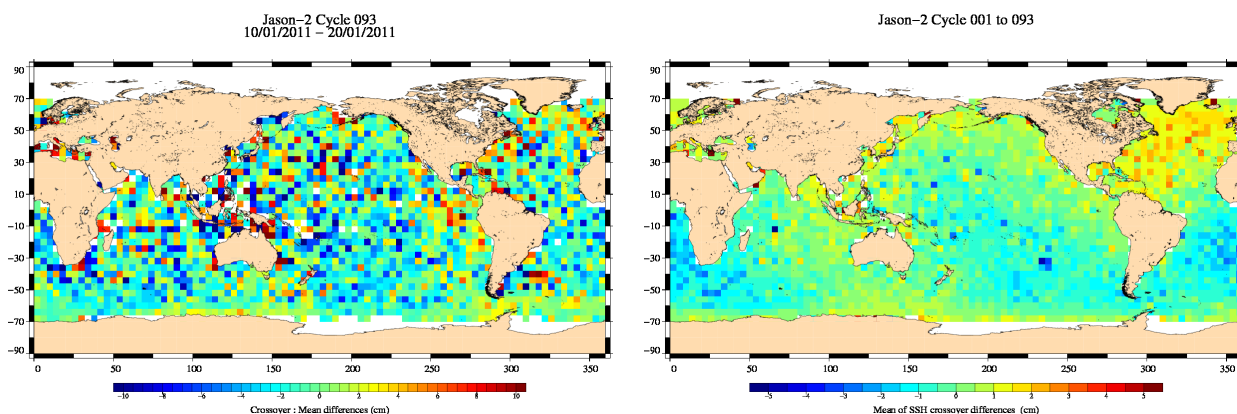 Jason-2 Cycle 093
10/01/2011 - 20/01/2011
90
70
50
30
10
-10
-30
-50
-70
-90
0 50 100 150 200 250 300 350
-10 -8 -6 -4 -2 0 2 4 6 8 10
Crossover : Mean differences (cm)
Jason-2 Cycle 001 to 093
90
70
50
30
10
-10
-30
-50
-70
-90
0 50 100 150 200 250 300 350
-5 -4 -3 -2 -1 0 1 2 3 4 5
Mean of SSH crossover differences (cm)